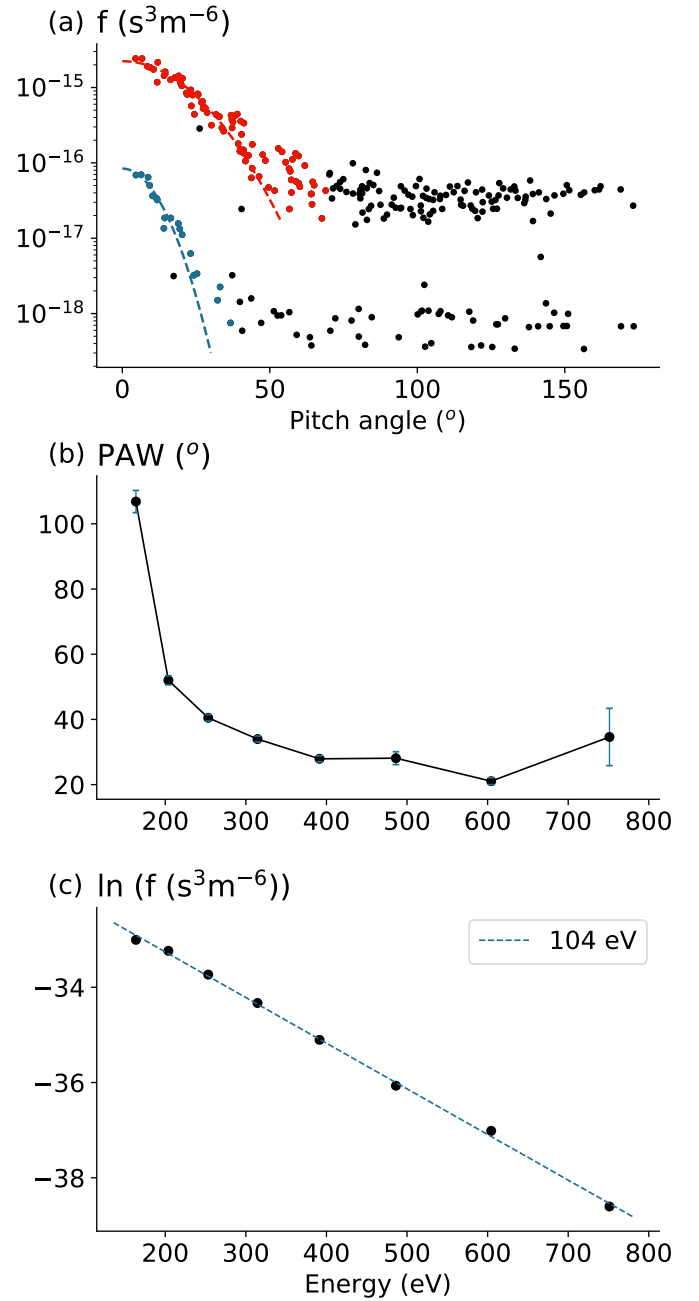 (a) f (s³m⁻⁶)
10⁻¹⁵
10⁻¹⁶
10⁻¹⁷
10⁻¹⁸
0 50 100 150
Pitch angle (°)
(b) PAW (°)
100
80
60
40
20
200 300 400 500 600 700 800
(c) ln (f (s³m⁻⁶))
104 eV
−34
−36
−38
200 300 400 500 600 700 800
Energy (eV)